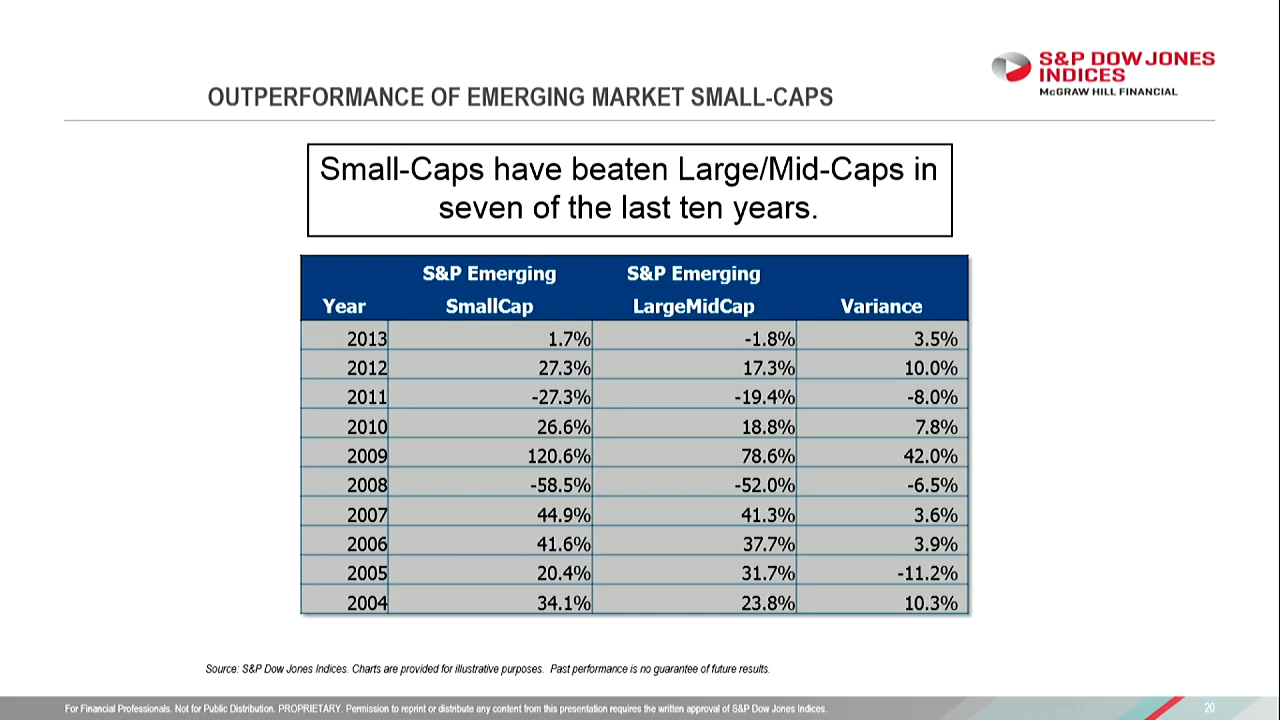 S&P DOW JONES
INDICES
McGRAW HILL FINANCIAL
OUTPERFORMANCE OF EMERGING MARKET SMALL-CAPS
Small-Caps have beaten Large/Mid-Caps in
seven of the last ten years.
S&P Emerging S&P Emerging
Year SmallCap LargeMidCap Variance
2013 1.7% -1.8% 3.5%
2012 27.3% 17.3% 10.0%
2011 -27.3% -19.4% -8.0%
2010 26.6% 18.8% 7.8%
2009 120.6% 78.6% 42.0%
2008 -58.5% -52.0% -6.5%
2007 44.9% 41.3% 3.6%
2006 41.6% 37.7% 3.9%
2005 20.4% 31.7% -11.2%
2004 34.1% 23.8% 10.3%
Source: S&P Dow Jones Indices. Charts are provided for illustrative purposes. Past performance is no guarantee of future results.
For Financial Professionals. Not for Public Distribution. PROPRIETARY. Permission to reprint or distribute any content from this presentation requires the written approval of S&P Dow Jones Indices. 20